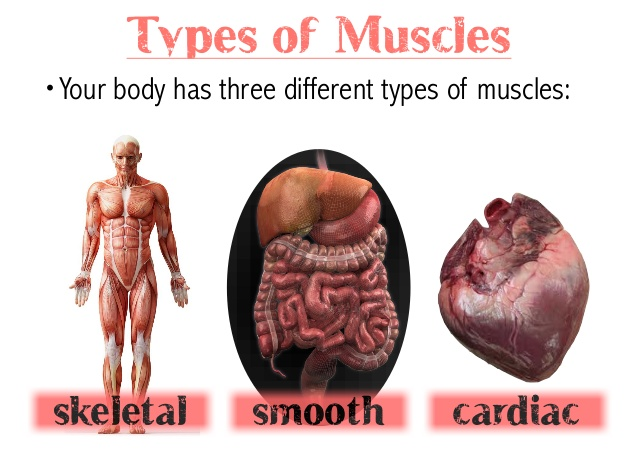 Types of Muscles
• Your body has three different types of muscles:
skeletal smooth cardiac